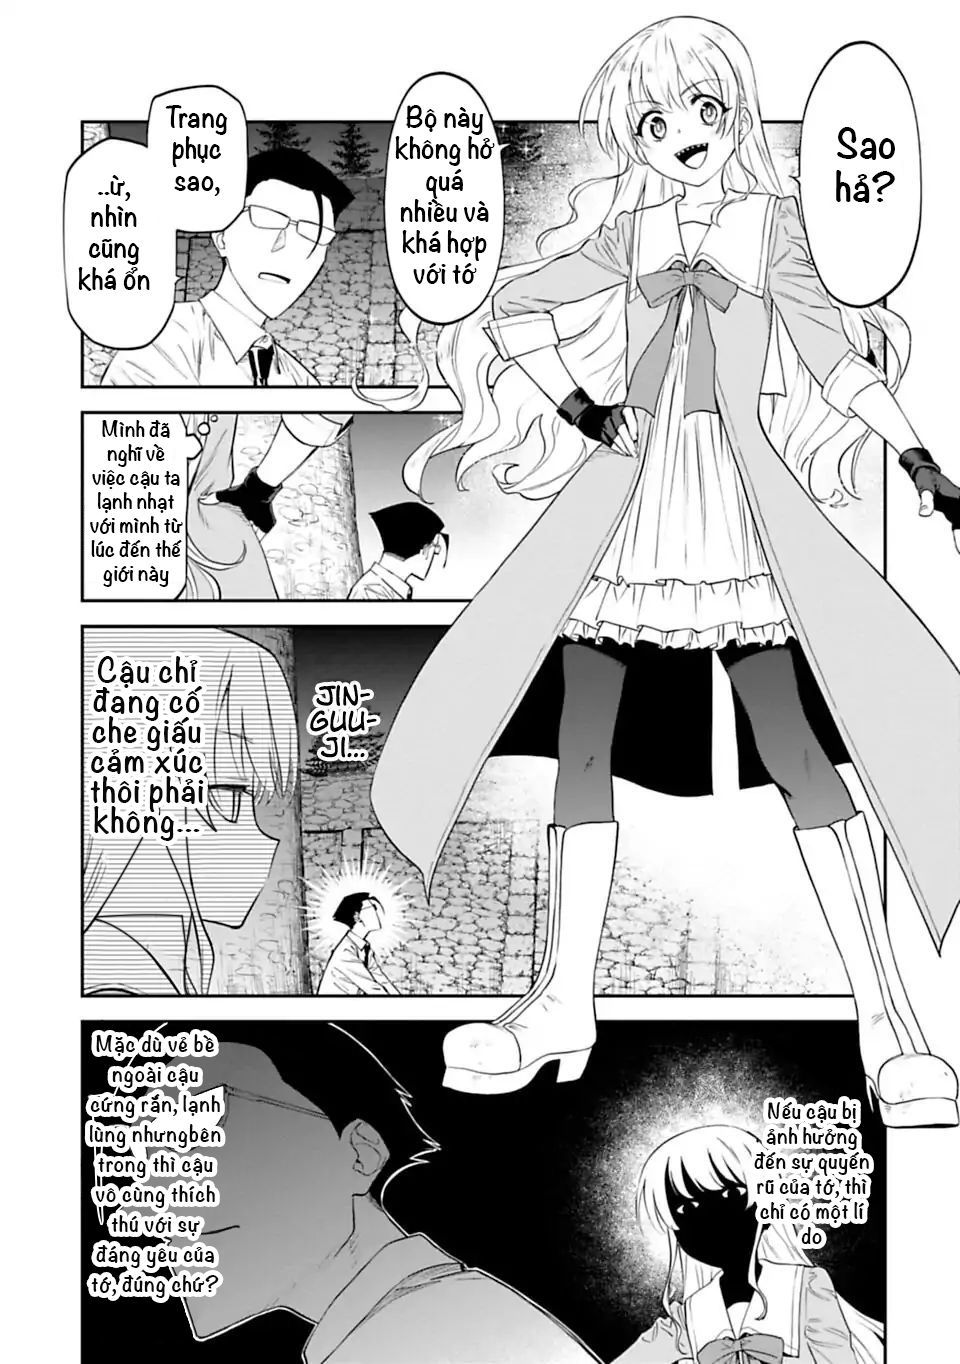 Sao
hả?
Bộ này
không hở
quá
nhiều và
khá hợp
với tớ
Trang
phục
sao,
..ừ,
nhìn
cũng
khá ổn
Mình đã
nghĩ về
việc cậu ta
lạnh nhạt
với mình từ
lúc đến thế
giới này
JIN-
GUU-
JI...
Cậu chỉ
đang cố
che giấu
cảm xúc
thôi phải
không...
Nếu cậu bị
ảnh hưởng
đến sự quyến
rũ của tớ, thì
chỉ có một lí
do
Mặc dù vẻ bề
ngoài cậu
cứng rắn, lạnh
lùng nhưngbên
trong thì cậu
vô cùng thích
thú với sự
đáng yêu của
tớ, đúng chứ?